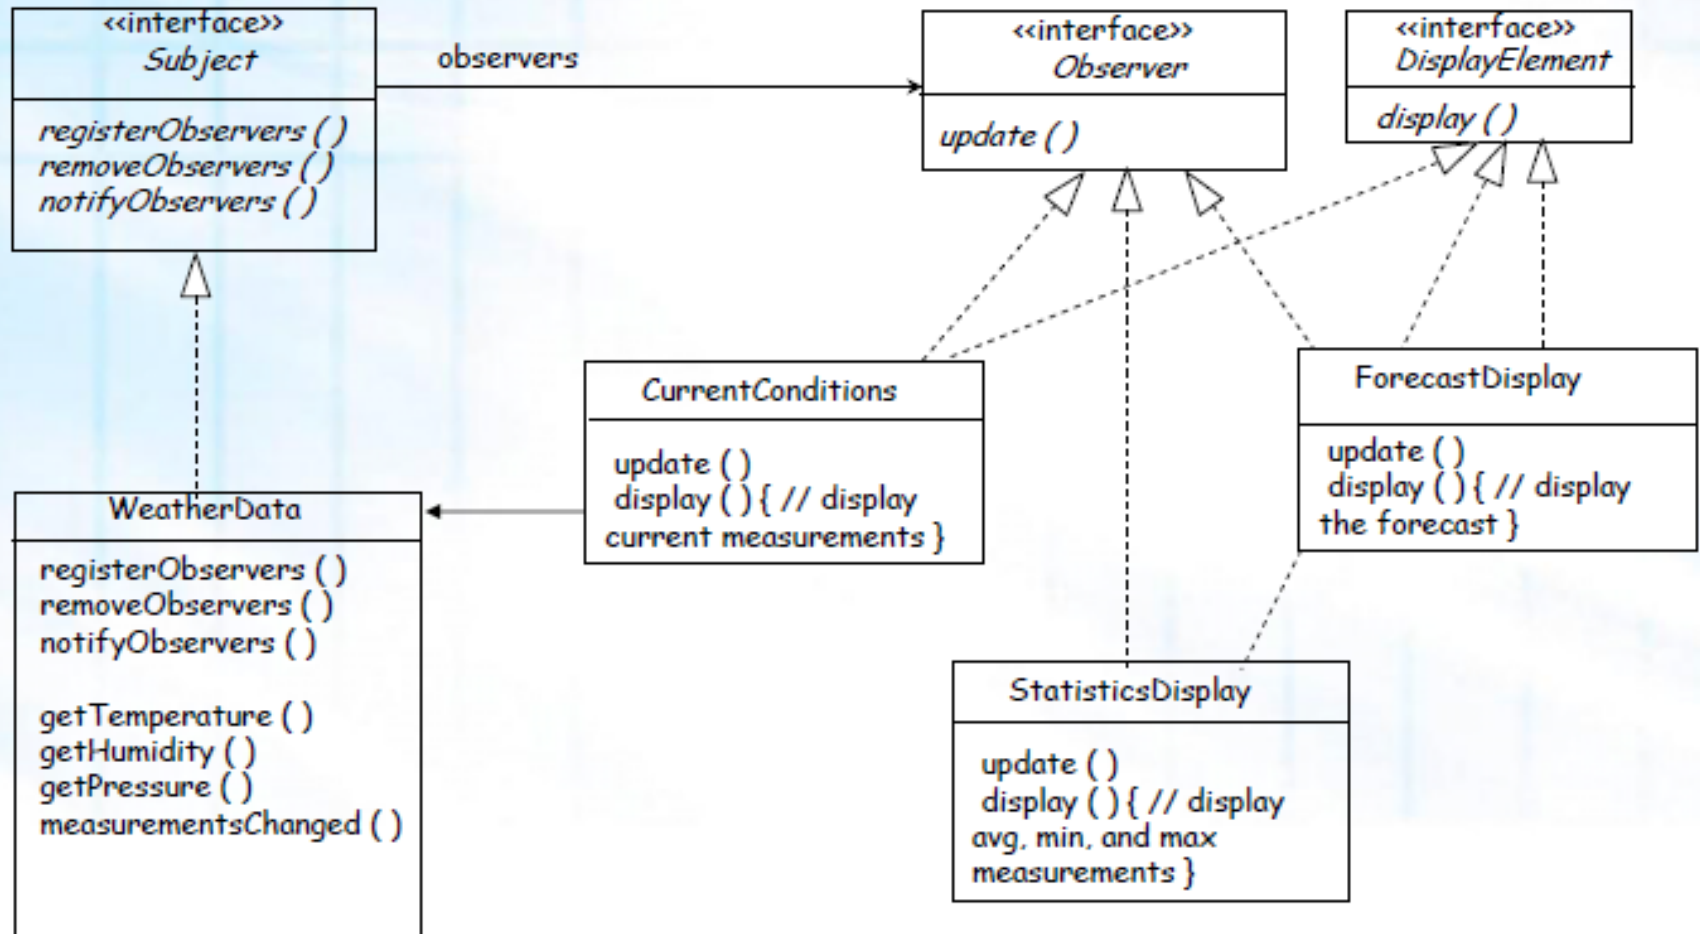 <<interface>>
Subject
registerObservers ( )
removeObservers ( )
notifyObservers ( )
observers
<<interface>>
Observer
update ( )
<<interface>>
DisplayElement
display ( )
CurrentConditions
update ( )
display ( ) { // display
current measurements }
ForecastDisplay
update ( )
display ( ) { // display
the forecast }
WeatherData
registerObservers ( )
removeObservers ( )
notifyObservers ( )
getTemperature ( )
getHumidity ( )
getPressure ( )
measurementsChanged ( )
StatisticsDisplay
update ( )
display ( ) { // display
avg, min, and max
measurements }